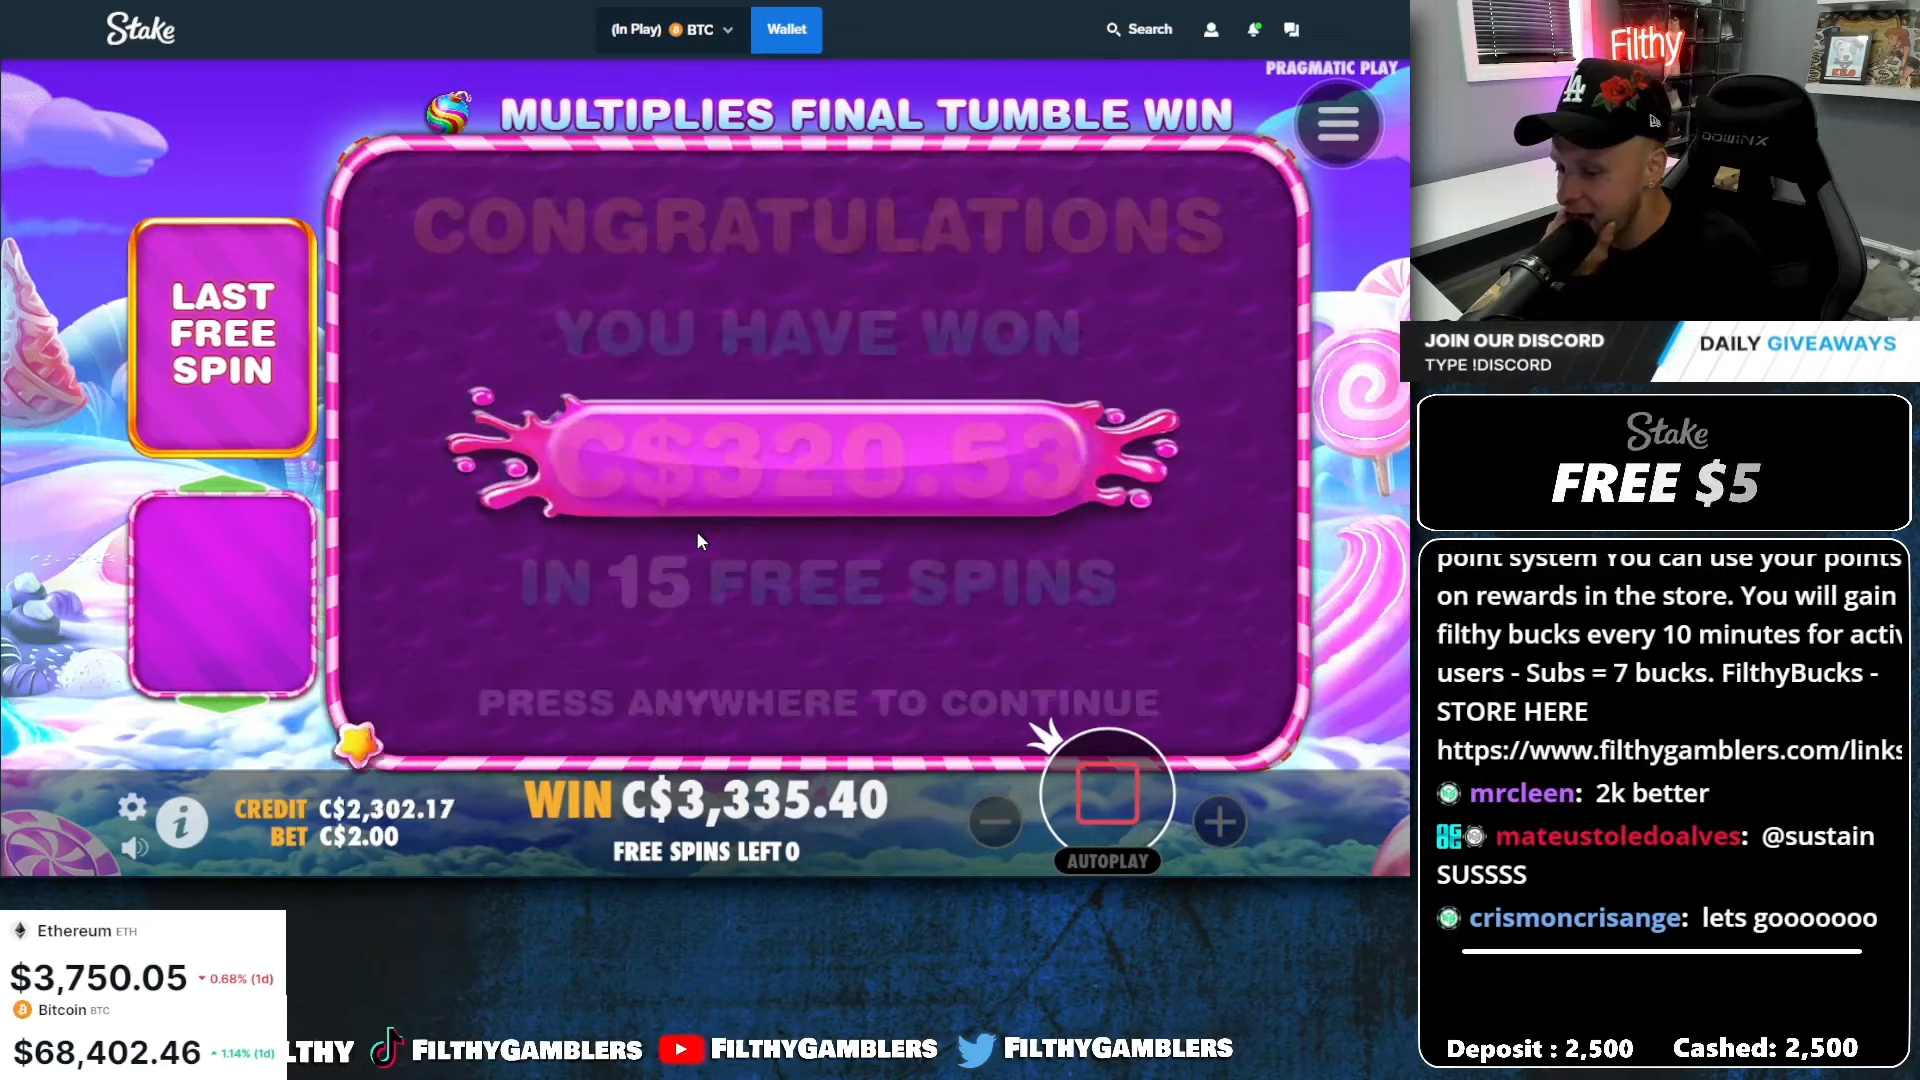 Stake
(In Play) BTC
Wallet
Search
PRAGMATIC PLAY
MULTIPLIES FINAL TUMBLE WIN
LAST
FREE
SPIN
CONGRATULATIONS
YOU HAVE WON
C$320.53
IN 15 FREE SPINS
PRESS ANYWHERE TO CONTINUE
CREDIT C$2,302.17
BET C$2.00
WIN C$3,335.40
FREE SPINS LEFT 0
AUTOPLAY
Filthy
LA
KILO
JOIN OUR DISCORD
TYPE !DISCORD
DAILY GIVEAWAYS
Stake
FREE $5
point system You can use your points
on rewards in the store. You will gain
filthy bucks every 10 minutes for activ
users - Subs = 7 bucks. FilthyBucks -
STORE HERE
https://www.filthygamblers.com/links
mrcleen: 2k better
mateustoledoalves: @sustain
SUSSSS
crismoncrisange: lets gooooooo
Deposit : 2,500 Cashed: 2,500
Ethereum ETH
$3,750.05 0.68% (1d)
Bitcoin BTC
$68,402.46 1.14% (1d)
LTHY
FILTHYGAMBLERS
FILTHYGAMBLERS
FILTHYGAMBLERS